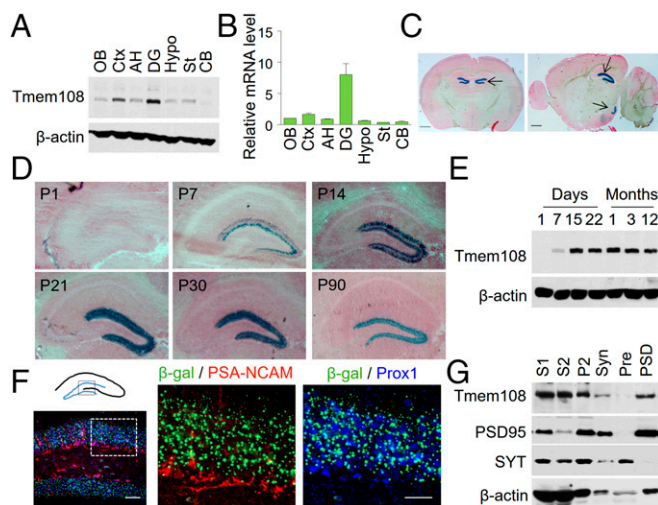 A
OB Ctx AH DG Hypo St CB
Tmem108
β-actin
B
Relative mRNA level
15
10
5
0
OB Ctx AH DG Hypo St CB
C
D
P1 P7 P14
P21 P30 P90
E
Days Months
1 7 15 22 1 3 12
Tmem108
β-actin
F
β-gal / PSA-NCAM β-gal / Prox1
G
S1 S2 P2 Syn Pre PSD
Tmem108
PSD95
SYT
β-actin